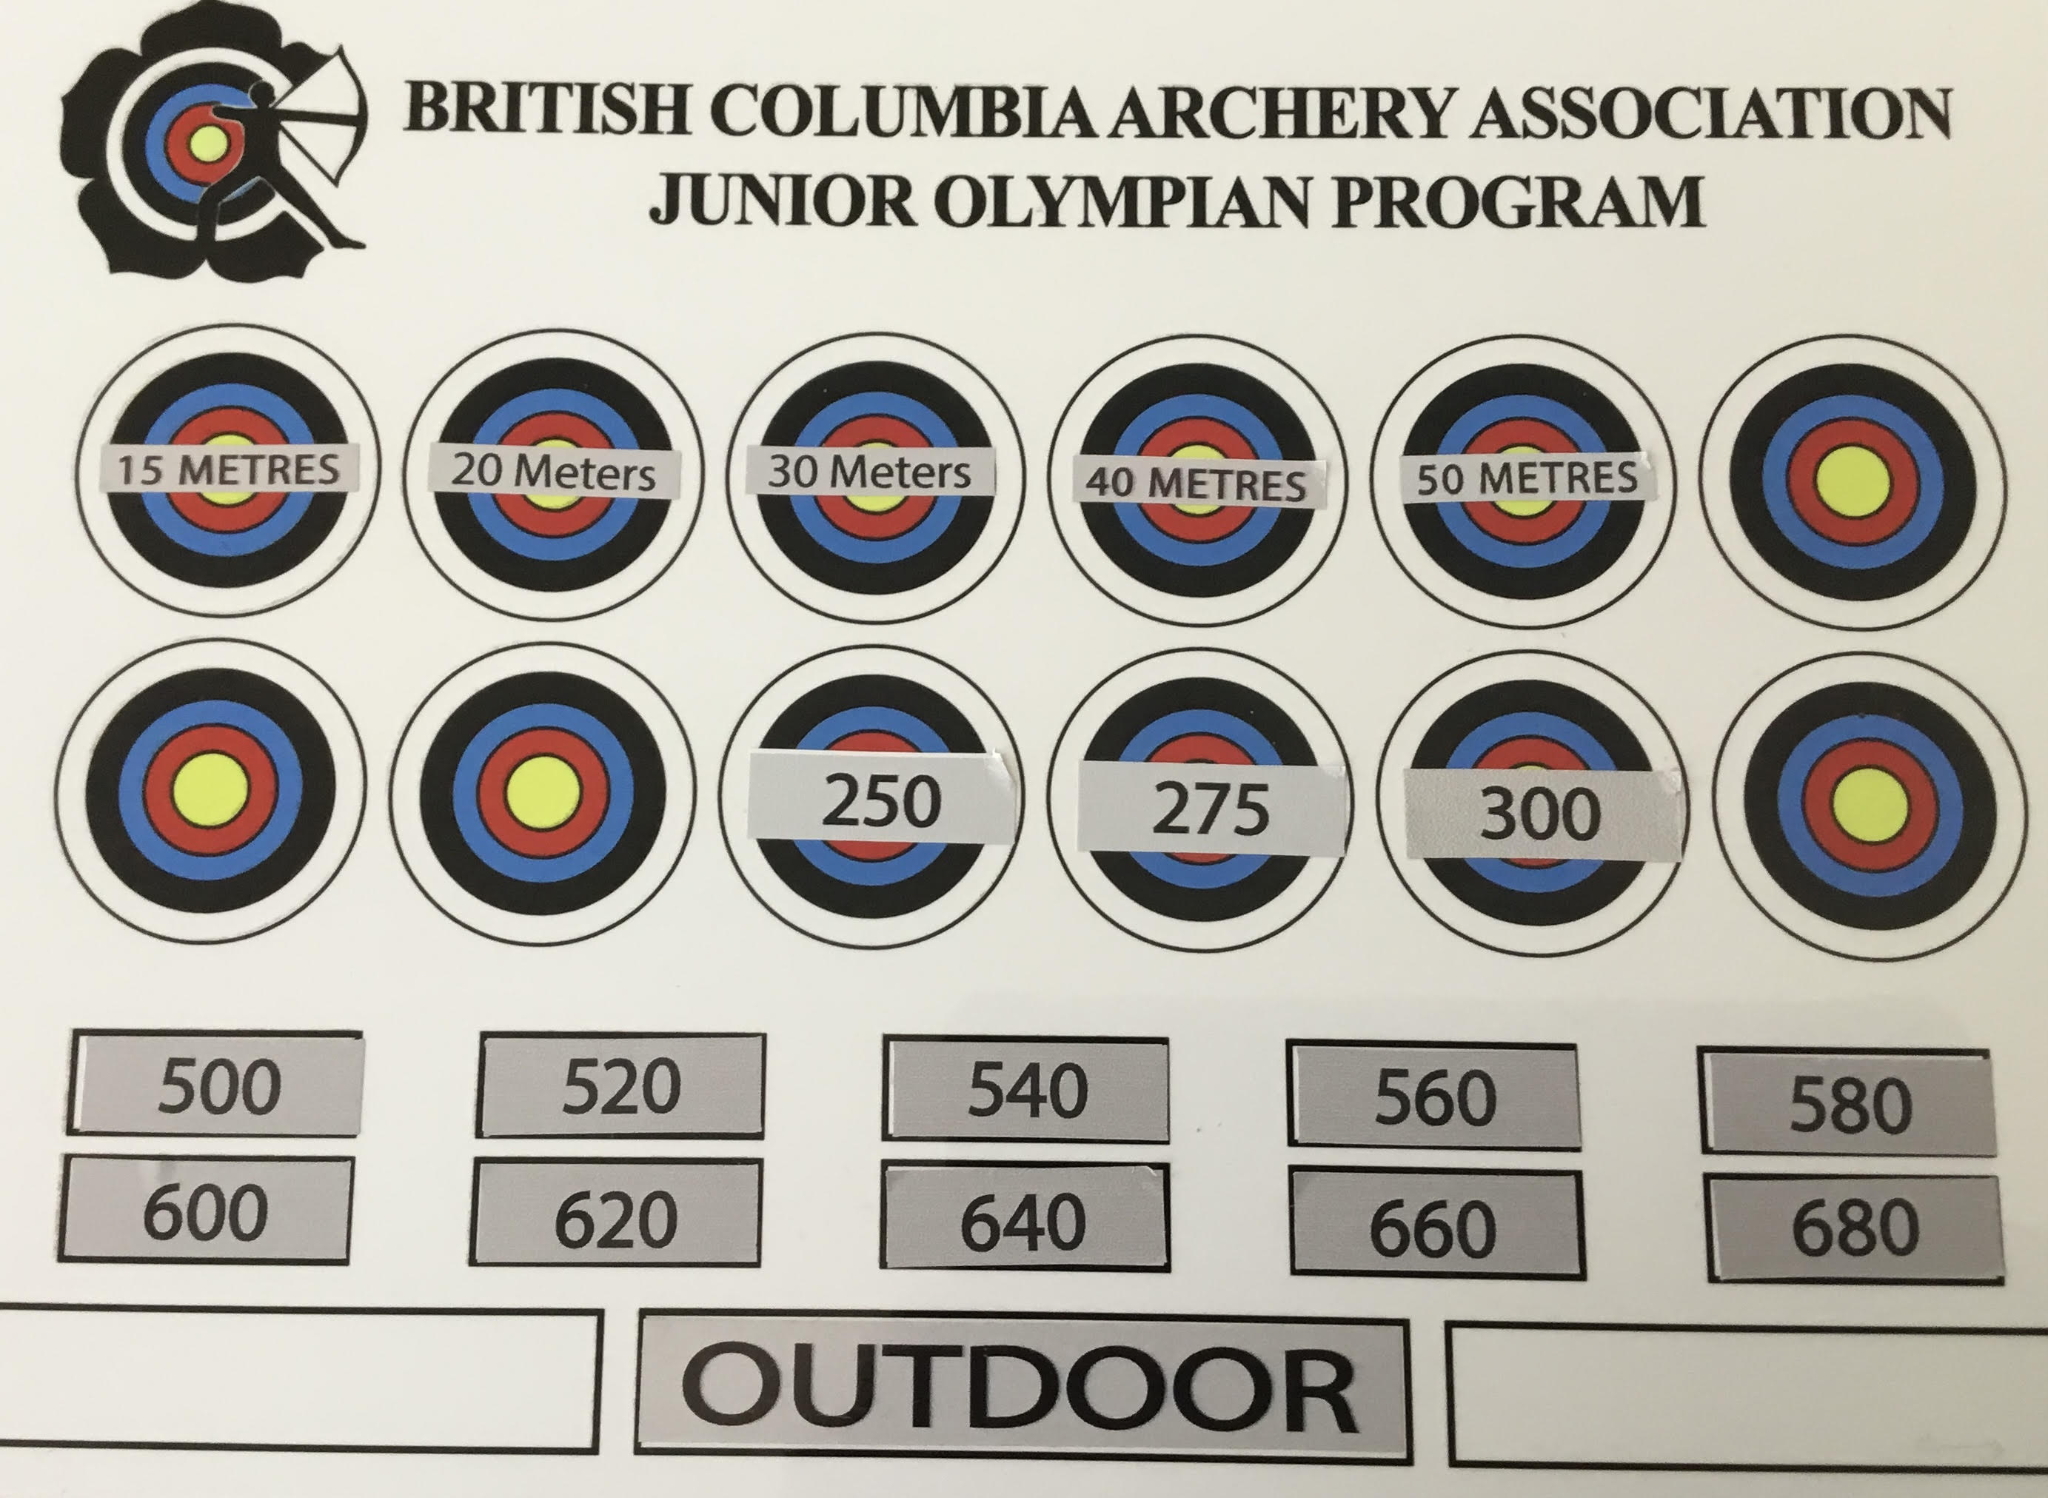 BRITISH COLUMBIA ARCHERY ASSOCIATION
JUNIOR OLYMPIAN PROGRAM
15 METRES 20 Meters 30 Meters 40 METRES 50 METRES
250 275 300
500 520 540 560 580
600 620 640 660 680
OUTDOOR